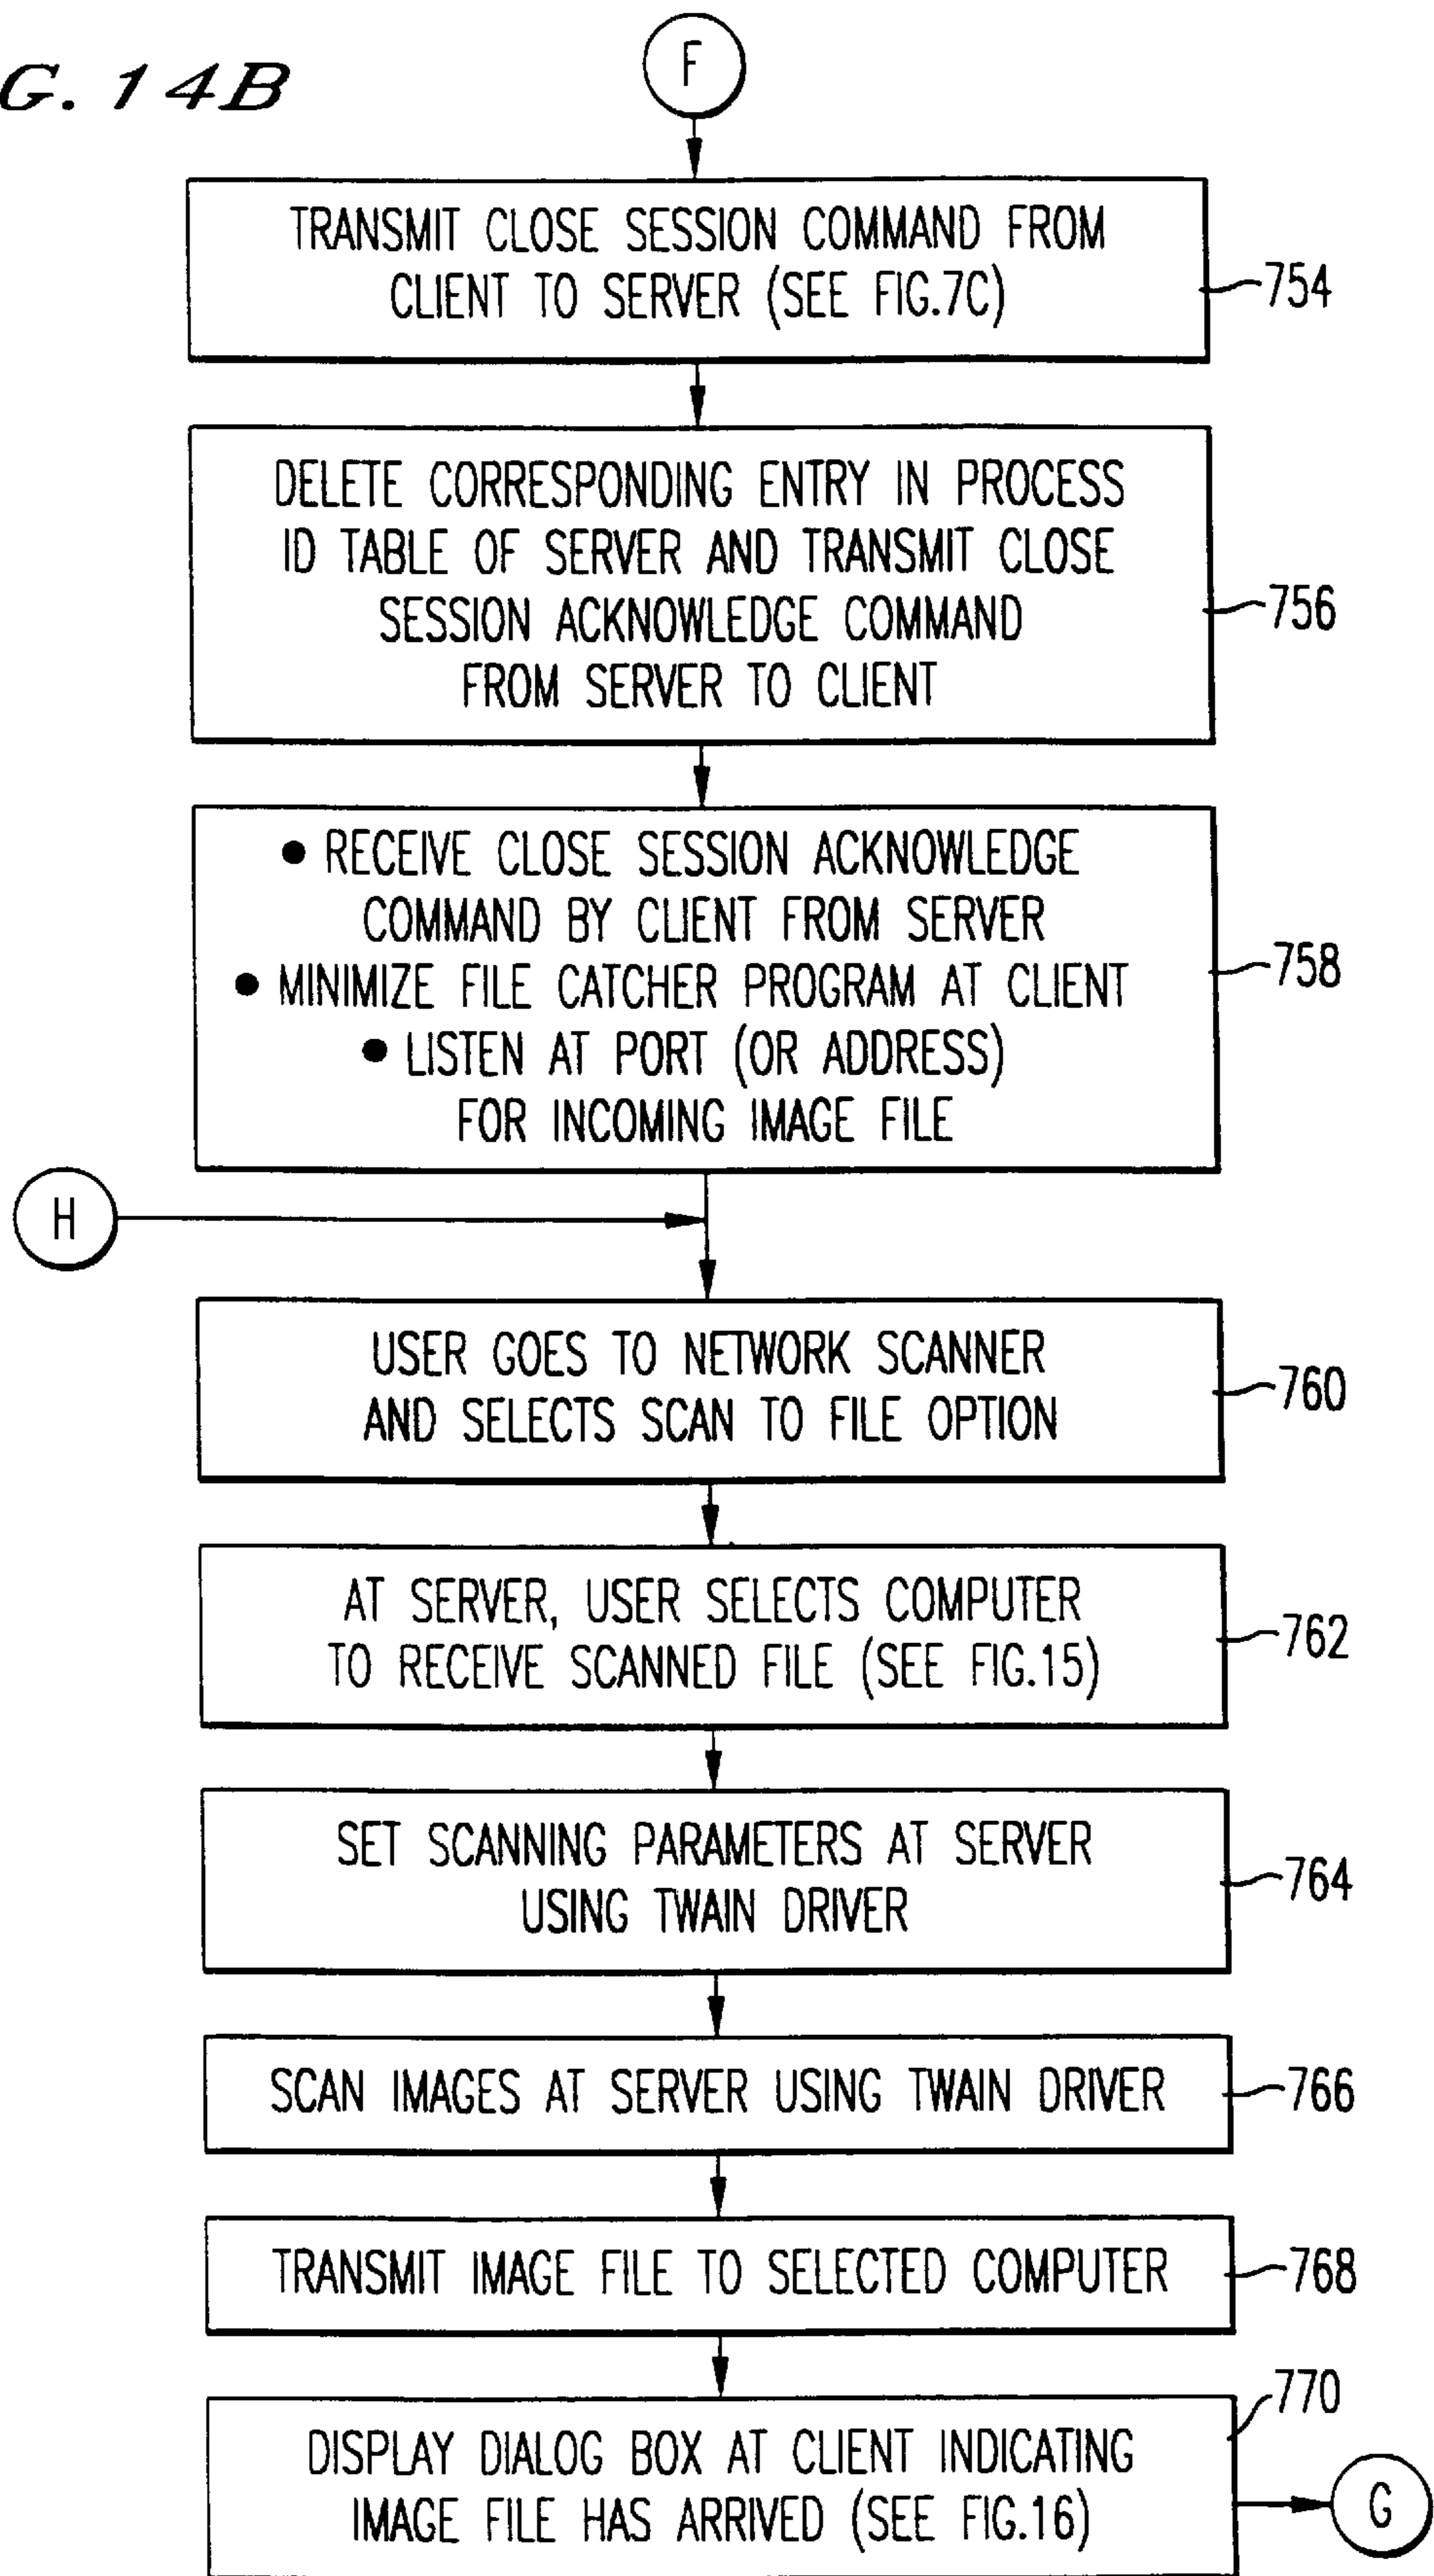 G. 14B
F
TRANSMIT CLOSE SESSION COMMAND FROM
CLIENT TO SERVER (SEE FIG.7C)
754
DELETE CORRESPONDING ENTRY IN PROCESS
ID TABLE OF SERVER AND TRANSMIT CLOSE
SESSION ACKNOWLEDGE COMMAND
FROM SERVER TO CLIENT
756
● RECEIVE CLOSE SESSION ACKNOWLEDGE
COMMAND BY CLIENT FROM SERVER
● MINIMIZE FILE CATCHER PROGRAM AT CLIENT
● LISTEN AT PORT (OR ADDRESS)
FOR INCOMING IMAGE FILE
758
H
USER GOES TO NETWORK SCANNER
AND SELECTS SCAN TO FILE OPTION
760
AT SERVER, USER SELECTS COMPUTER
TO RECEIVE SCANNED FILE (SEE FIG.15)
762
SET SCANNING PARAMETERS AT SERVER
USING TWAIN DRIVER
764
SCAN IMAGES AT SERVER USING TWAIN DRIVER
766
TRANSMIT IMAGE FILE TO SELECTED COMPUTER
768
770
DISPLAY DIALOG BOX AT CLIENT INDICATING
IMAGE FILE HAS ARRIVED (SEE FIG.16)
G